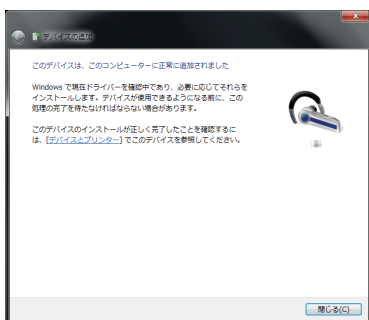 デバイスの追加
このデバイスは、このコンピューターに正常に追加されました
Windows で現在ドライバーを確認中であり、必要に応じてそれらを
インストールします。デバイスが使用できるようになる前に、この
処理の完了を待たなければならない場合があります。
このデバイスのインストールが正しく完了したことを確認するに
は、[デバイスとプリンター] でこのデバイスを参照してください。
閉じる(C)